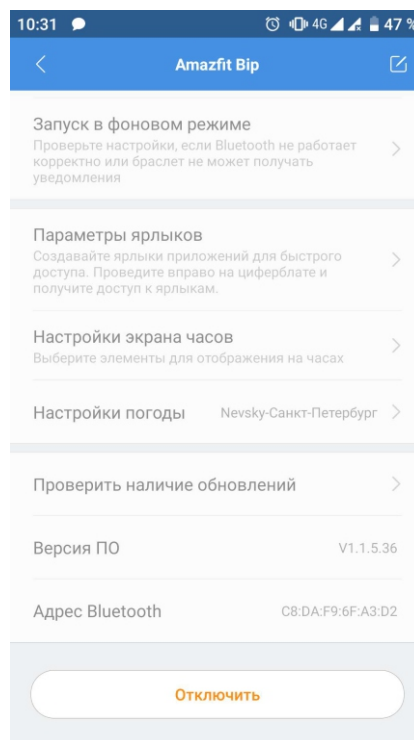 10:31 4G 47 %
Amazfit Bip
Запуск в фоновом режиме
Проверьте настройки, если Bluetooth не работает
корректно или браслет не может получать
уведомления
Параметры ярлыков
Создавайте ярлыки приложений для быстрого
доступа. Проведите вправо на циферблате и
получите доступ к ярлыкам.
Настройки экрана часов
Выберите элементы для отображения на часах
Настройки погоды Nevsky-Санкт-Петербург
Проверить наличие обновлений
Версия ПО V1.1.5.36
Адрес Bluetooth C8:DA:F9:6F:A3:D2
Отключить